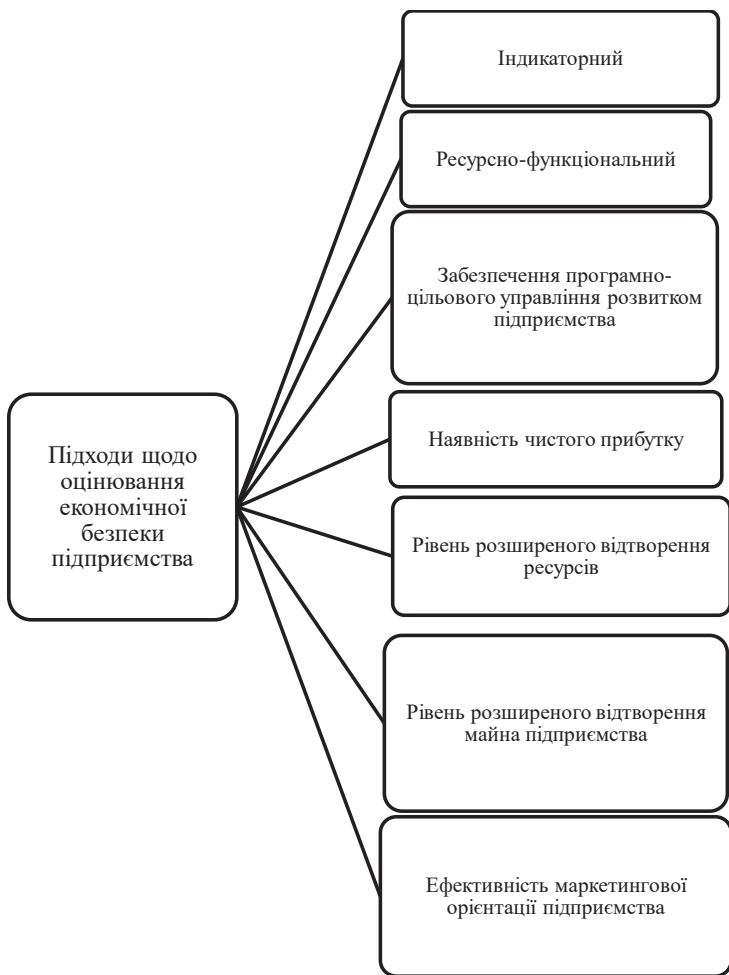 Підходи щодо
оцінювання
економічної
безпеки
підприємства
Індикаторний
Ресурсно-функціональний
Забезпечення програмно-
цільового управління розвитком
підприємства
Наявність чистого прибутку
Рівень розширеного відтворення
ресурсів
Рівень розширеного відтворення
майна підприємства
Ефективність маркетингової
орієнтації підприємства